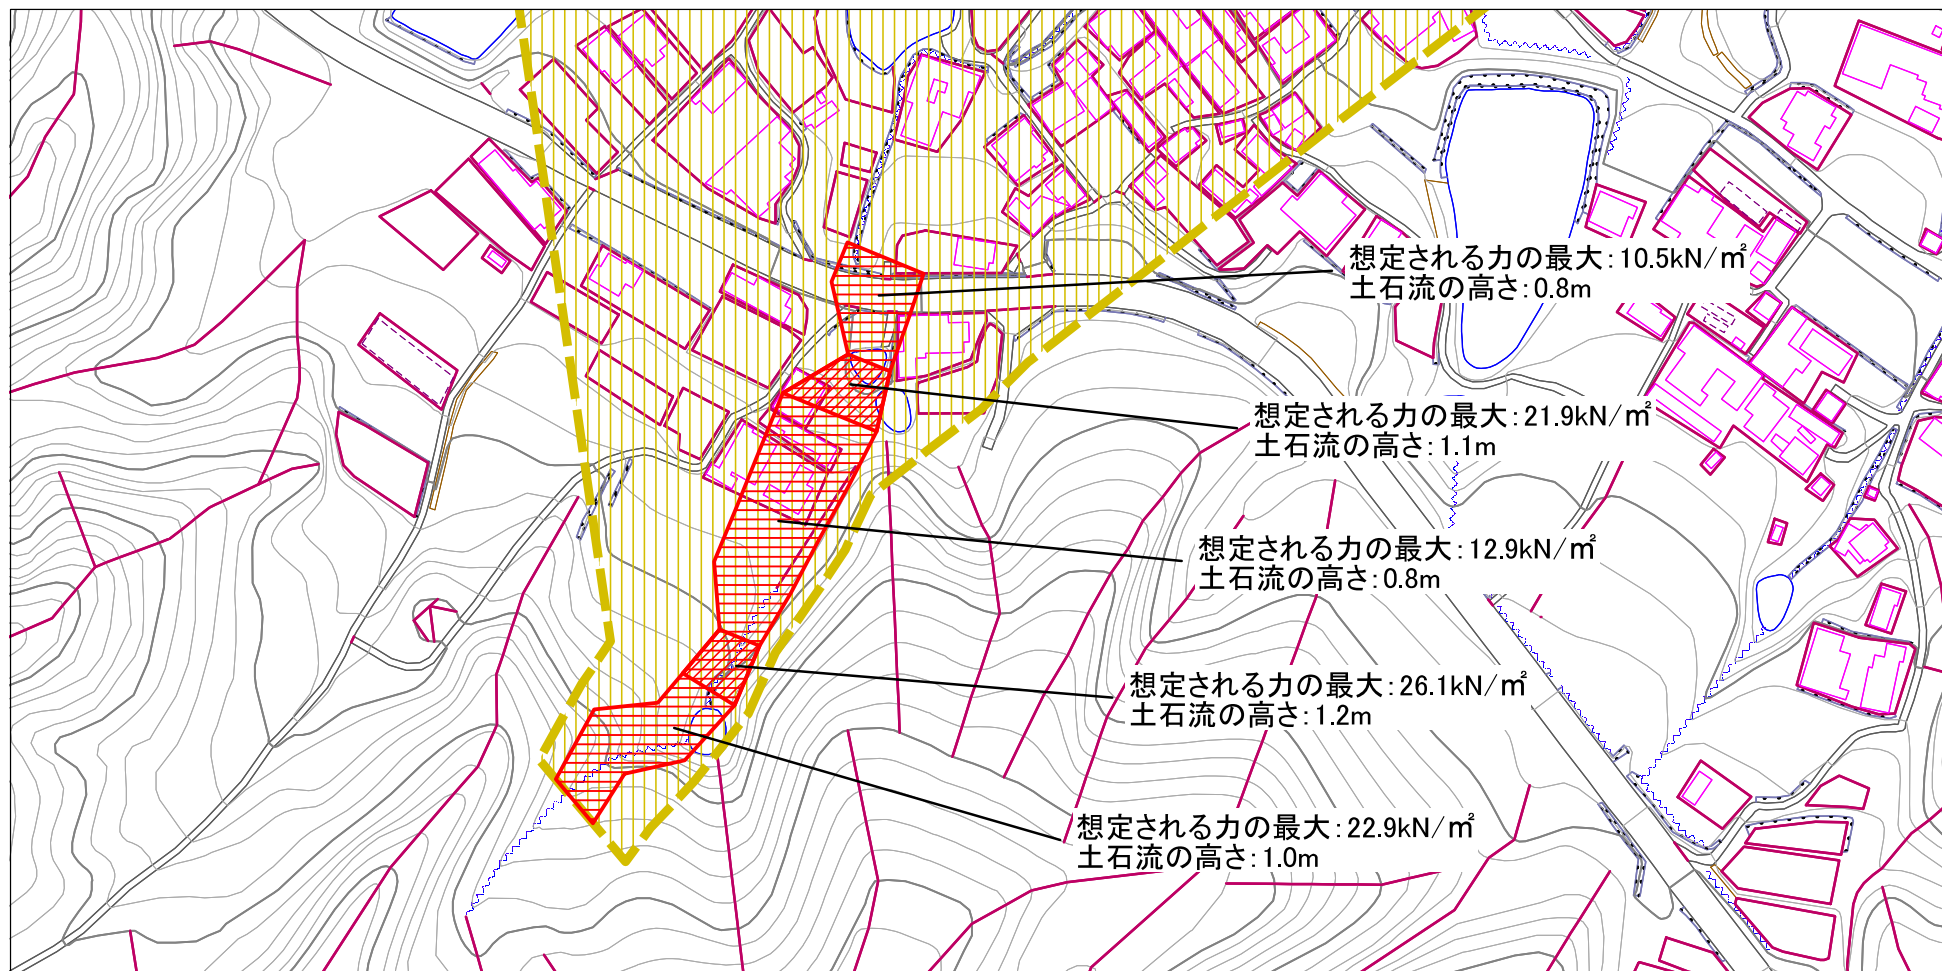 想定される力の最大:10.5kN/㎡
土石流の高さ:0.8m
想定される力の最大:21.9kN/㎡
土石流の高さ:1.1m
想定される力の最大:12.9kN/㎡
土石流の高さ:0.8m
想定される力の最大:26.1kN/㎡
土石流の高さ:1.2m
想定される力の最大:22.9kN/㎡
土石流の高さ:1.0m